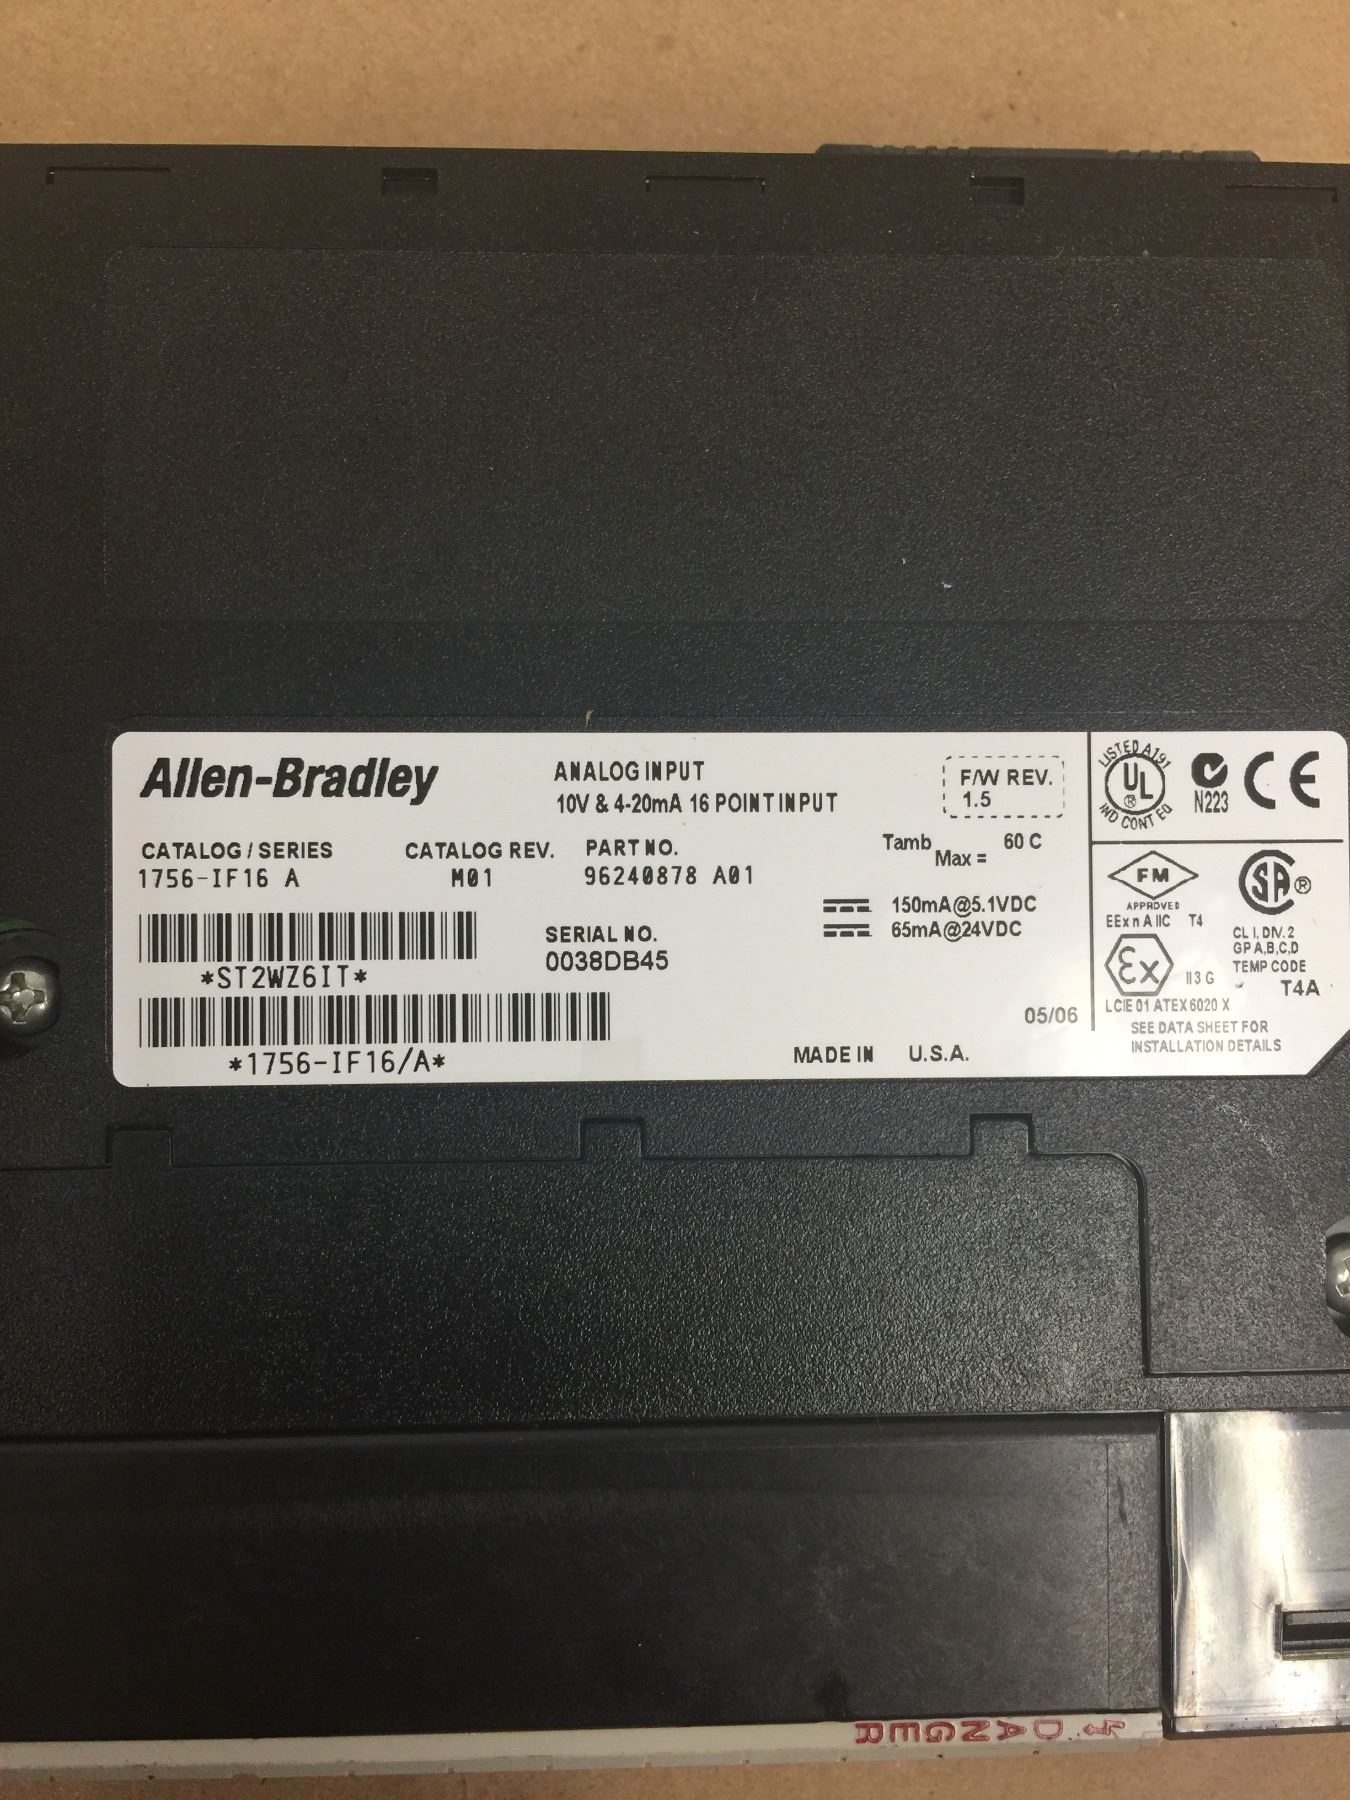 Allen-Bradley
ANALOG INPUT
10V & 4-20mA 16 POINT INPUT
F/W REV.
1.5
CATALOG / SERIES
1756-IF16 A
CATALOG REV.
M01
PART NO.
96240878 A01
Tamb Max = 60 C
150mA@5.1VDC
65mA@24VDC
*ST2WZ6IT*
SERIAL NO.
0038DB45
*1756-IF16/A*
05/06
MADE IN U.S.A.
LISTED A191
UL
®
IND CONT EQ
N223
CE
FM
APPROVED
EEx n A IIC T4
Ex
II 3 G
LCIE 01 ATEX 6020 X
SA®
CL I, DIV. 2
GP A,B,C,D
TEMP CODE
T4A
SEE DATA SHEET FOR
INSTALLATION DETAILS
DANGER